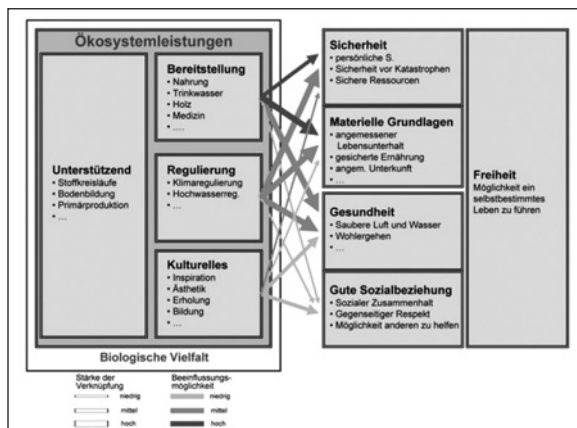 Ökosystemleistungen
Unterstützend
• Stoffkreisläufe
• Bodenbildung
• Primärproduktion
• ...
Bereitstellung
• Nahrung
• Trinkwasser
• Holz
• Medizin
• ....
Regulierung
• Klimaregulierung
• Hochwasserreg.
• ...
Kulturelles
• Inspiration
• Ästhetik
• Erholung
• Bildung
• ...
Biologische Vielfalt
Sicherheit
• persönliche S.
• Sicherheit vor Katastrophen
• Sichere Ressourcen
Materielle Grundlagen
• angemessener
Lebensunterhalt
• gesicherte Ernährung
• angem. Unterkunft
• ...
Gesundheit
• Saubere Luft und Wasser
• Wohlergehen
• ...
Gute Sozialbeziehung
• Sozialer Zusammenhalt
• Gegenseitiger Respekt
• Möglichkeit anderen zu helfen
Freiheit
Möglichkeit ein
selbstbestimmtes
Leben zu führen
Stärke der
Verknüpfung
niedrig
mittel
hoch
Beeinflussungs-
möglichkeit
niedrig
mittel
hoch